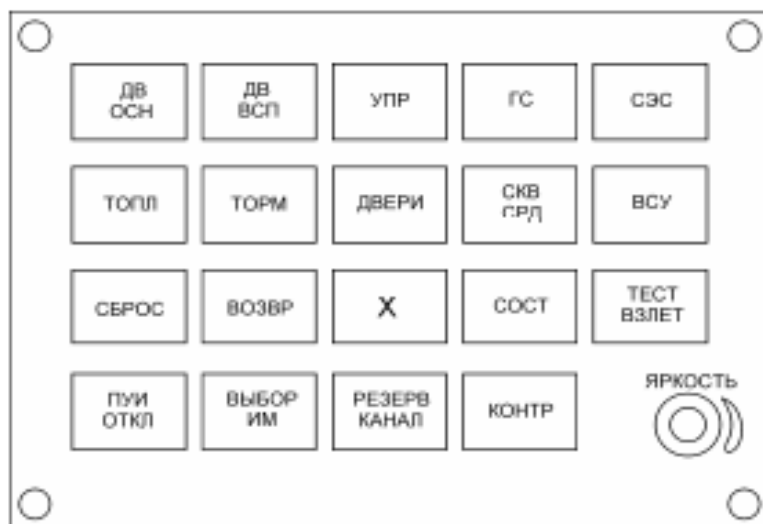 ДВ
ОСН
ДВ
ВСП
УПР
ГС
СЭС
ТОПЛ
ТОРМ
ДВЕРИ
СКВ
СРД
ВСУ
СБРОС
ВОЗВР
X
СОСТ
ТЕСТ
ВЗЛЕТ
ПУИ
ОТКЛ
ВЫБОР
ИМ
РЕЗЕРВ
КАНАЛ
КОНТР
ЯРКОСТЬ